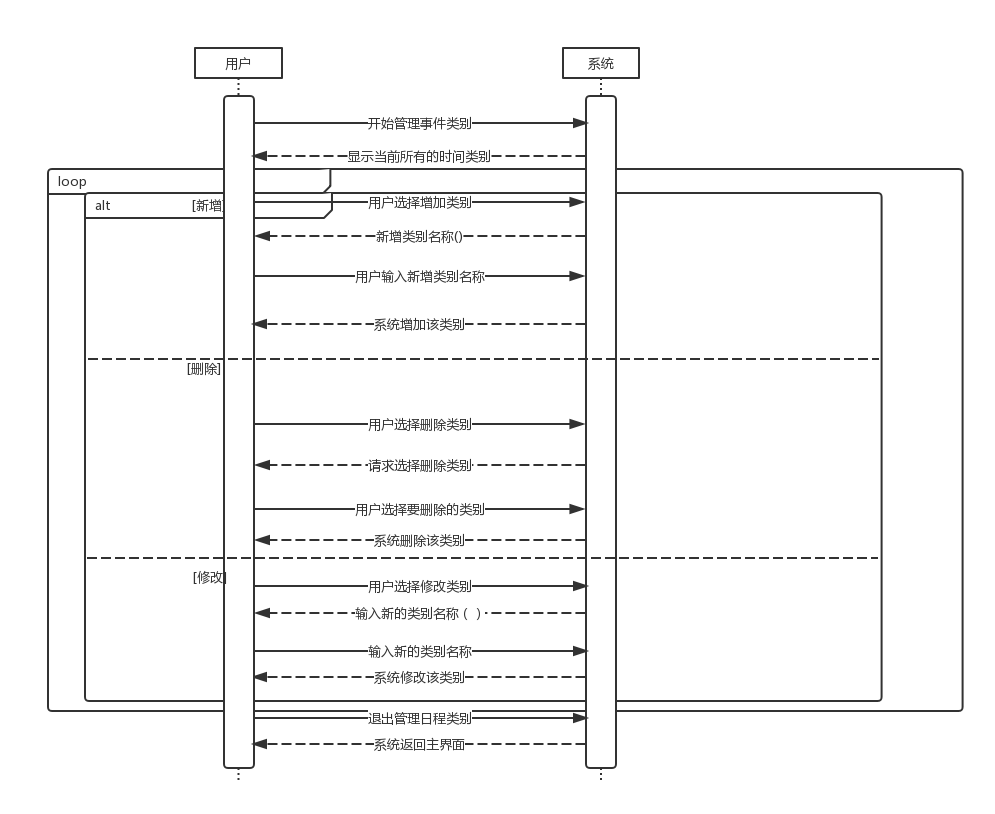 用户
系统
开始管理事件类别
显示当前所有的时间类别
loop
alt
[新增]
用户选择增加类别
新增类别名称()
用户输入新增类别名称
系统增加该类别
[删除]
用户选择删除类别
请求选择删除类别
用户选择要删除的类别
系统删除该类别
[修改]
用户选择修改类别
输入新的类别名称（ ）
输入新的类别名称
系统修改该类别
退出管理日程类别
系统返回主界面